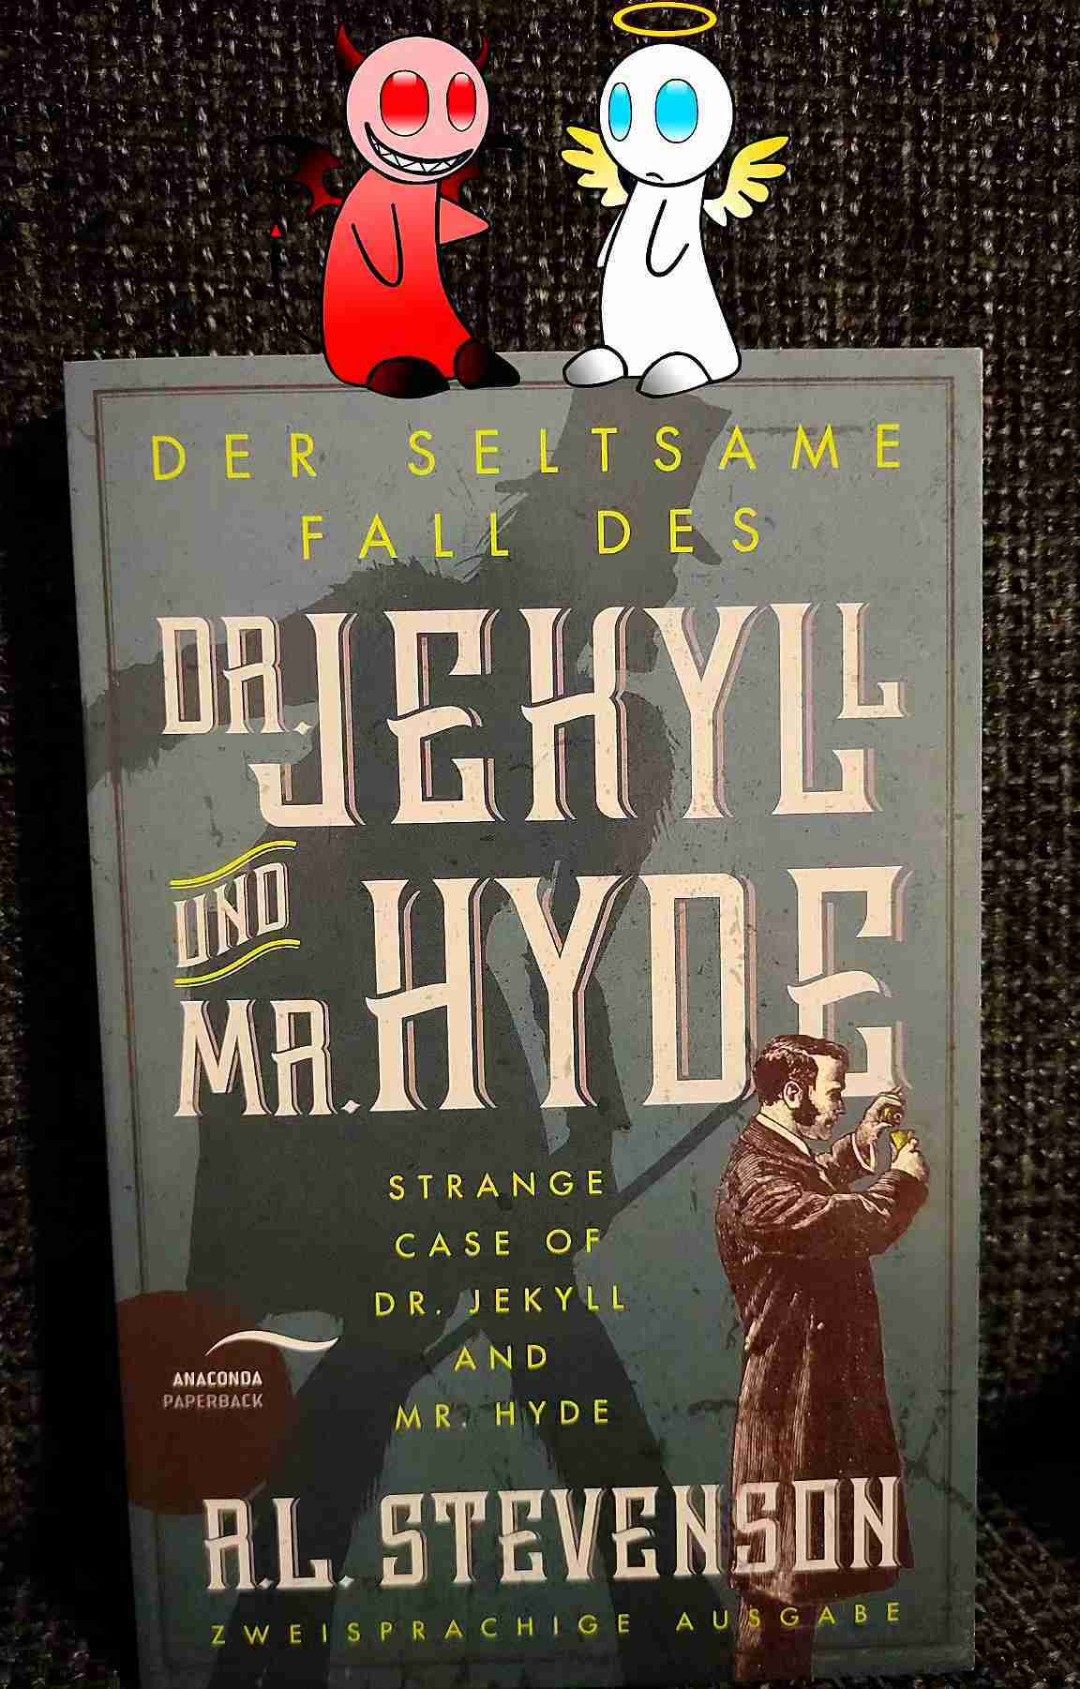 DER SELTSAME
FALL DES
DR. JEKYLL
UND
MR. HYDE
STRANGE
CASE OF
DR. JEKYLL
AND
MR. HYDE
ANACONDA
PAPERBACK
R.L. STEVENSON
ZWEISPRACHIGE AUSGABE